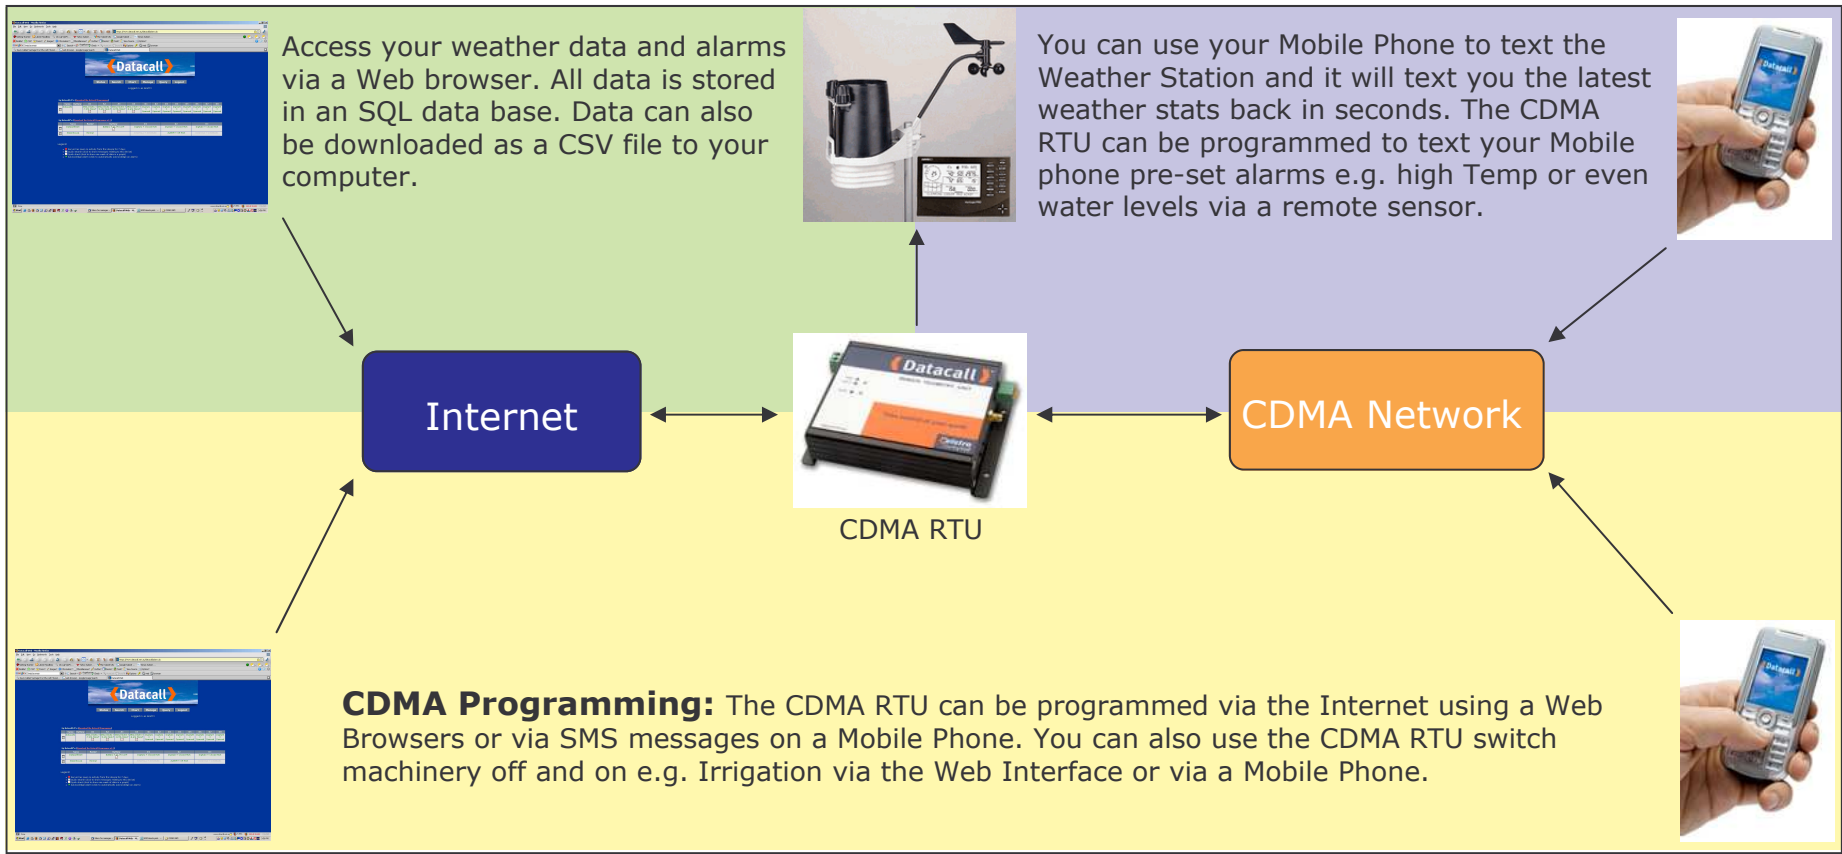 Access your weather data and alarms
via a Web browser. All data is stored
in an SQL data base. Data can also
be downloaded as a CSV file to your
computer.
You can use your Mobile Phone to text the
Weather Station and it will text you the latest
weather stats back in seconds. The CDMA
RTU can be programmed to text your Mobile
phone pre-set alarms e.g. high Temp or even
water levels via a remote sensor.
Datacall
Datacall
Internet
Datacall
CDMA Network
CDMA RTU
Datacall
Datacall
CDMA Programming: The CDMA RTU can be programmed via the Internet using a Web
Browsers or via SMS messages on a Mobile Phone. You can also use the CDMA RTU switch
machinery off and on e.g. Irrigation via the Web Interface or via a Mobile Phone.